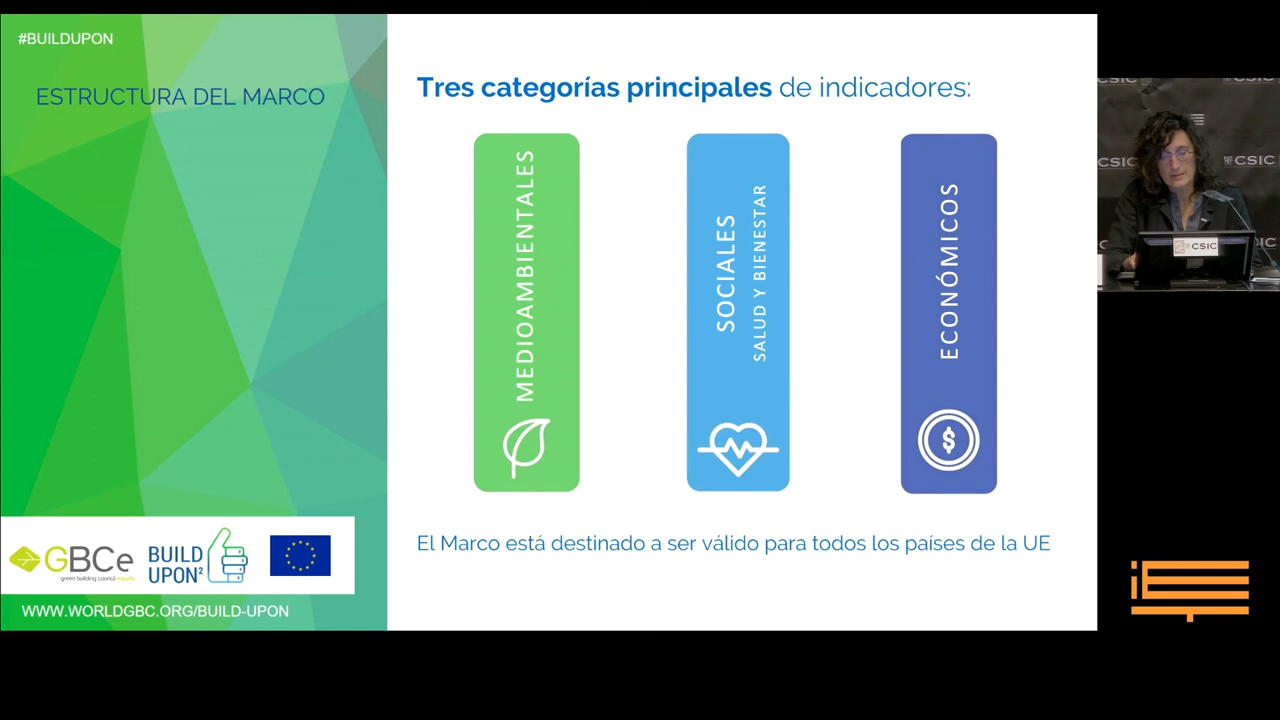 #BUILDUPON
ESTRUCTURA DEL MARCO
Tres categorías principales de indicadores:
MEDIOAMBIENTALES
SOCIALES
SALUD Y BIENESTAR
ECONÓMICOS
$
El Marco está destinado a ser válido para todos los países de la UE
GBCe
green building council españa
BUILD
UPON²
WWW.WORLDGBC.ORG/BUILD-UPON
CSIC
CSIC
CSIC
CSIC
CSIC